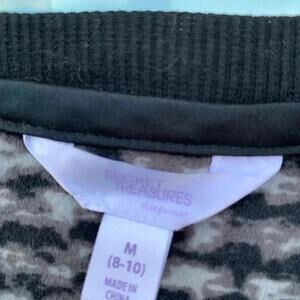 SECRET
TREASURES
sleepwear
M
(8-10)
MADE IN
CHINA